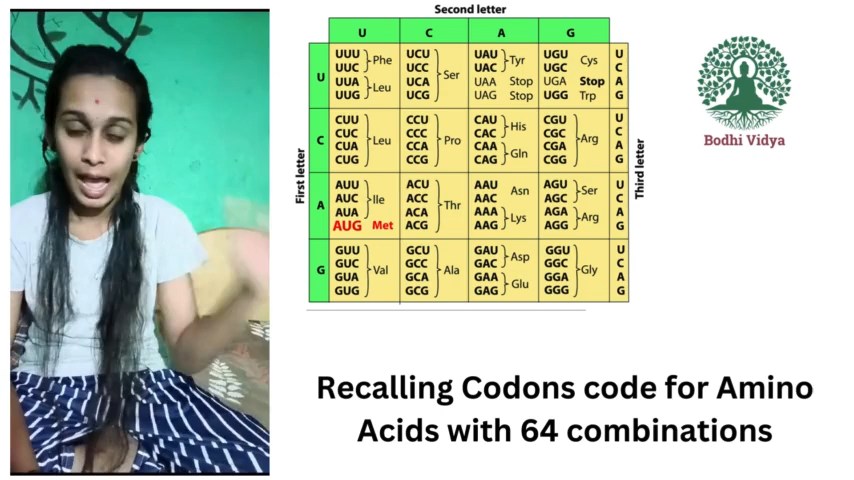 Second letter
U C A G
First letter
Third letter
U
UUU
UUC
Phe
UUA
UUG
Leu
UCU
UCC
UCA
UCG
Ser
UAU
UAC
Tyr
UAA Stop
UAG Stop
UGU
UGC
Cys
UGA Stop
UGG Trp
U
C
A
G
C
CUU
CUC
CUA
CUG
Leu
CCU
CCC
CCA
CCG
Pro
CAU
CAC
His
CAA
CAG
Gln
CGU
CGC
CGA
CGG
Arg
U
C
A
G
A
AUU
AUC
AUA
Ile
AUG Met
ACU
ACC
ACA
ACG
Thr
AAU
AAC
Asn
AAA
AAG
Lys
AGU
AGC
Ser
AGA
AGG
Arg
U
C
A
G
G
GUU
GUC
GUA
GUG
Val
GCU
GCC
GCA
GCG
Ala
GAU
GAC
Asp
GAA
GAG
Glu
GGU
GGC
GGA
GGG
Gly
U
C
A
G
Bodhi Vidya
Recalling Codons code for Amino
Acids with 64 combinations